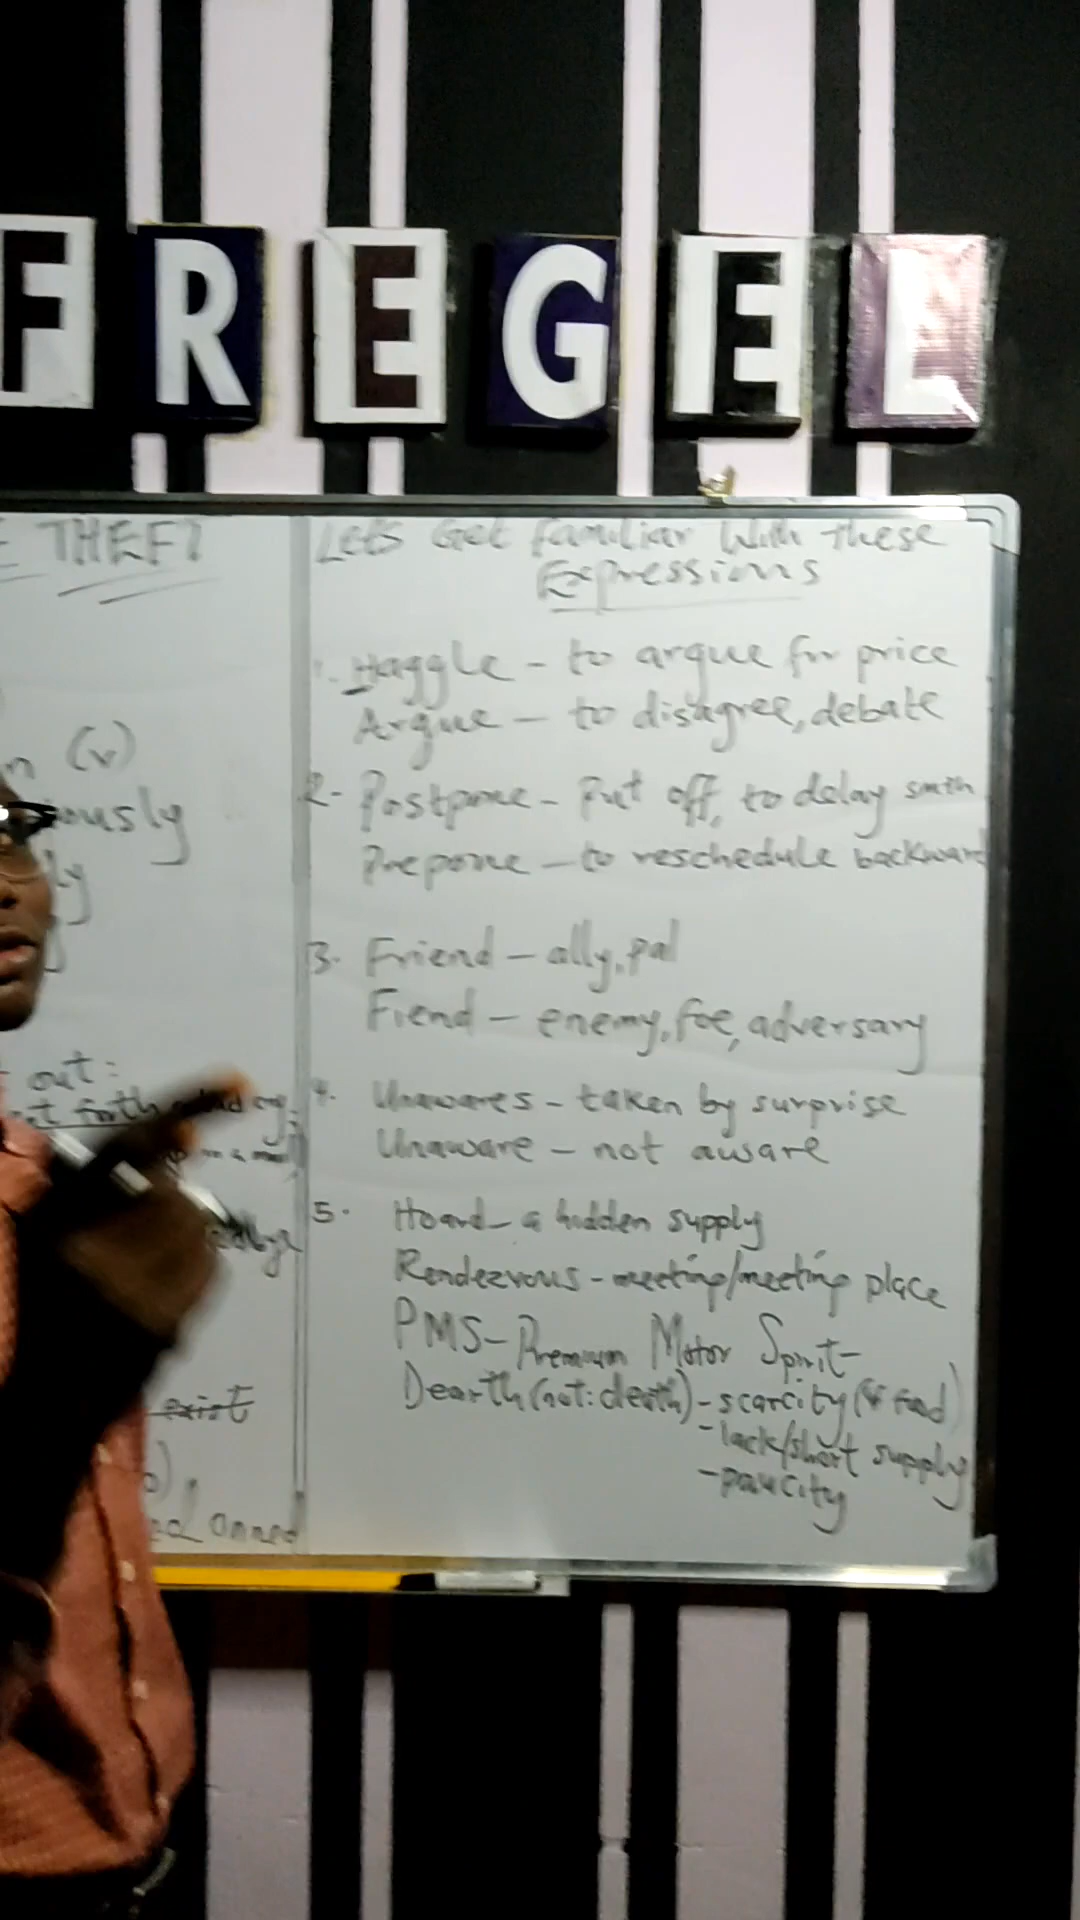 FREGEL
THEFT
(v)
out:
exist
Lets Get Familiar With these
Expressions
1. Haggle - to argue for price
Argue - to disagree, debate
2- Postpone - Put off, to delay smth
Prepone - to reschedule backward
3. Friend - ally, pal
Fiend - enemy, foe, adversary
4. Unawares - taken by surprise
Unaware - not aware
5. Hoard - a hidden supply
Rendezvous - meeting/meeting place
PMS - Premium Motor Spirit
Dearth (not: death) - scarcity (of food)
- lack/short supply
- paucity